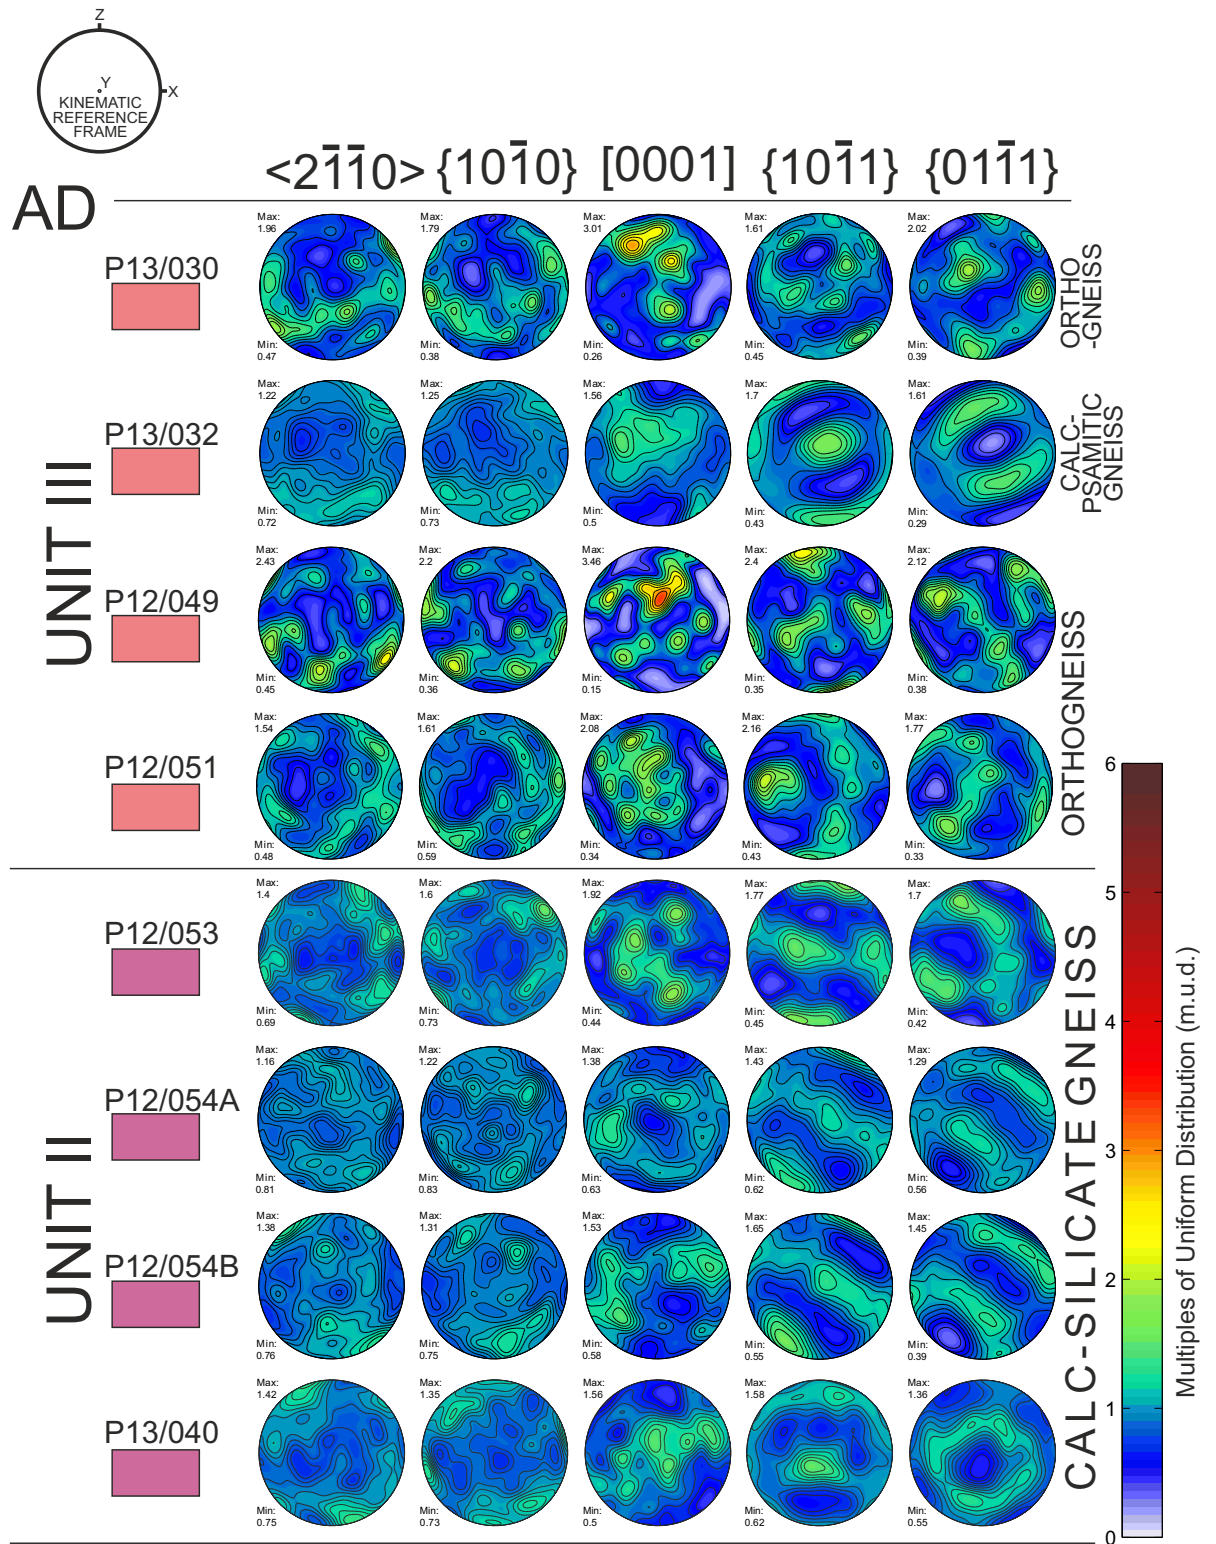 Z
Y
X
KINEMATIC
REFERENCE
FRAME
<21̄1̄0> {101̄0} [0001] {101̄1} {011̄1}
AD
P13/030
Max:
1.96
Min:
0.47
Max:
1.79
Min:
0.38
Max:
3.01
Min:
0.26
Max:
1.61
Min:
0.45
Max:
2.02
Min:
0.39
ORTHO
-GNEISS
UNIT III
P13/032
Max:
1.22
Min:
0.72
Max:
1.25
Min:
0.73
Max:
1.56
Min:
0.5
Max:
1.7
Min:
0.43
Max:
1.61
Min:
0.29
CALC-
PSAMITIC
GNEISS
P12/049
Max:
2.43
Min:
0.45
Max:
2.2
Min:
0.36
Max:
3.46
Min:
0.15
Max:
2.4
Min:
0.35
Max:
2.12
Min:
0.38
ORTHOGNEISS
P12/051
Max:
1.54
Min:
0.48
Max:
1.61
Min:
0.59
Max:
2.08
Min:
0.34
Max:
2.16
Min:
0.43
Max:
1.77
Min:
0.33
P12/053
Max:
1.4
Min:
0.69
Max:
1.6
Min:
0.73
Max:
1.92
Min:
0.44
Max:
1.77
Min:
0.45
Max:
1.7
Min:
0.42
UNIT II
P12/054A
Max:
1.16
Min:
0.81
Max:
1.22
Min:
0.83
Max:
1.38
Min:
0.63
Max:
1.43
Min:
0.62
Max:
1.29
Min:
0.56
CALC-SILICATE GNEISS
P12/054B
Max:
1.38
Min:
0.76
Max:
1.31
Min:
0.75
Max:
1.53
Min:
0.58
Max:
1.65
Min:
0.55
Max:
1.45
Min:
0.39
P13/040
Max:
1.42
Min:
0.75
Max:
1.35
Min:
0.73
Max:
1.56
Min:
0.5
Max:
1.58
Min:
0.62
Max:
1.36
Min:
0.55
6
5
4
3
2
1
0
Multiples of Uniform Distribution (m.u.d.)